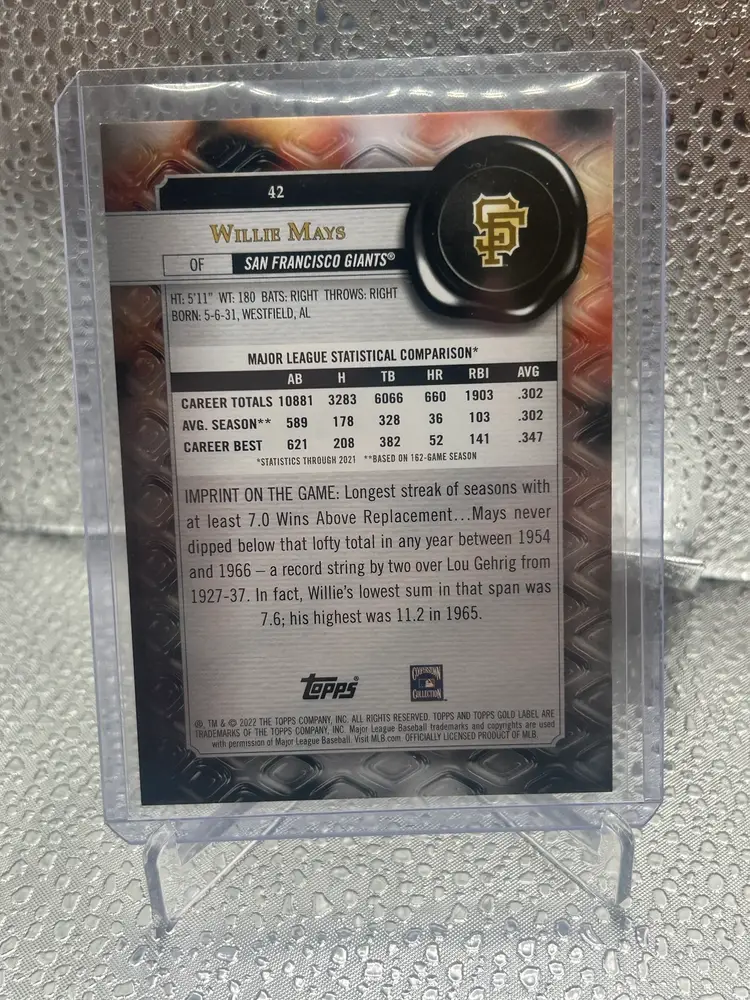 42
SF
WILLIE MAYS
OF SAN FRANCISCO GIANTS®
HT: 5'11" WT: 180 BATS: RIGHT THROWS: RIGHT
BORN: 5-6-31, WESTFIELD, AL
MAJOR LEAGUE STATISTICAL COMPARISON*
AB H TB HR RBI AVG
CAREER TOTALS 10881 3283 6066 660 1903 .302
AVG. SEASON** 589 178 328 36 103 .302
CAREER BEST 621 208 382 52 141 .347
*STATISTICS THROUGH 2021 **BASED ON 162-GAME SEASON
IMPRINT ON THE GAME: Longest streak of seasons with
at least 7.0 Wins Above Replacement...Mays never
dipped below that lofty total in any year between 1954
and 1966 – a record string by two over Lou Gehrig from
1927-37. In fact, Willie's lowest sum in that span was
7.6; his highest was 11.2 in 1965.
Topps®
COOPERSTOWN
COLLECTION
®, TM & © 2022 THE TOPPS COMPANY, INC. ALL RIGHTS RESERVED. TOPPS AND TOPPS GOLD LABEL ARE
TRADEMARKS OF THE TOPPS COMPANY, INC. Major League Baseball trademarks and copyrights are used
with permission of Major League Baseball. Visit MLB.com. OFFICIALLY LICENSED PRODUCT OF MLB.